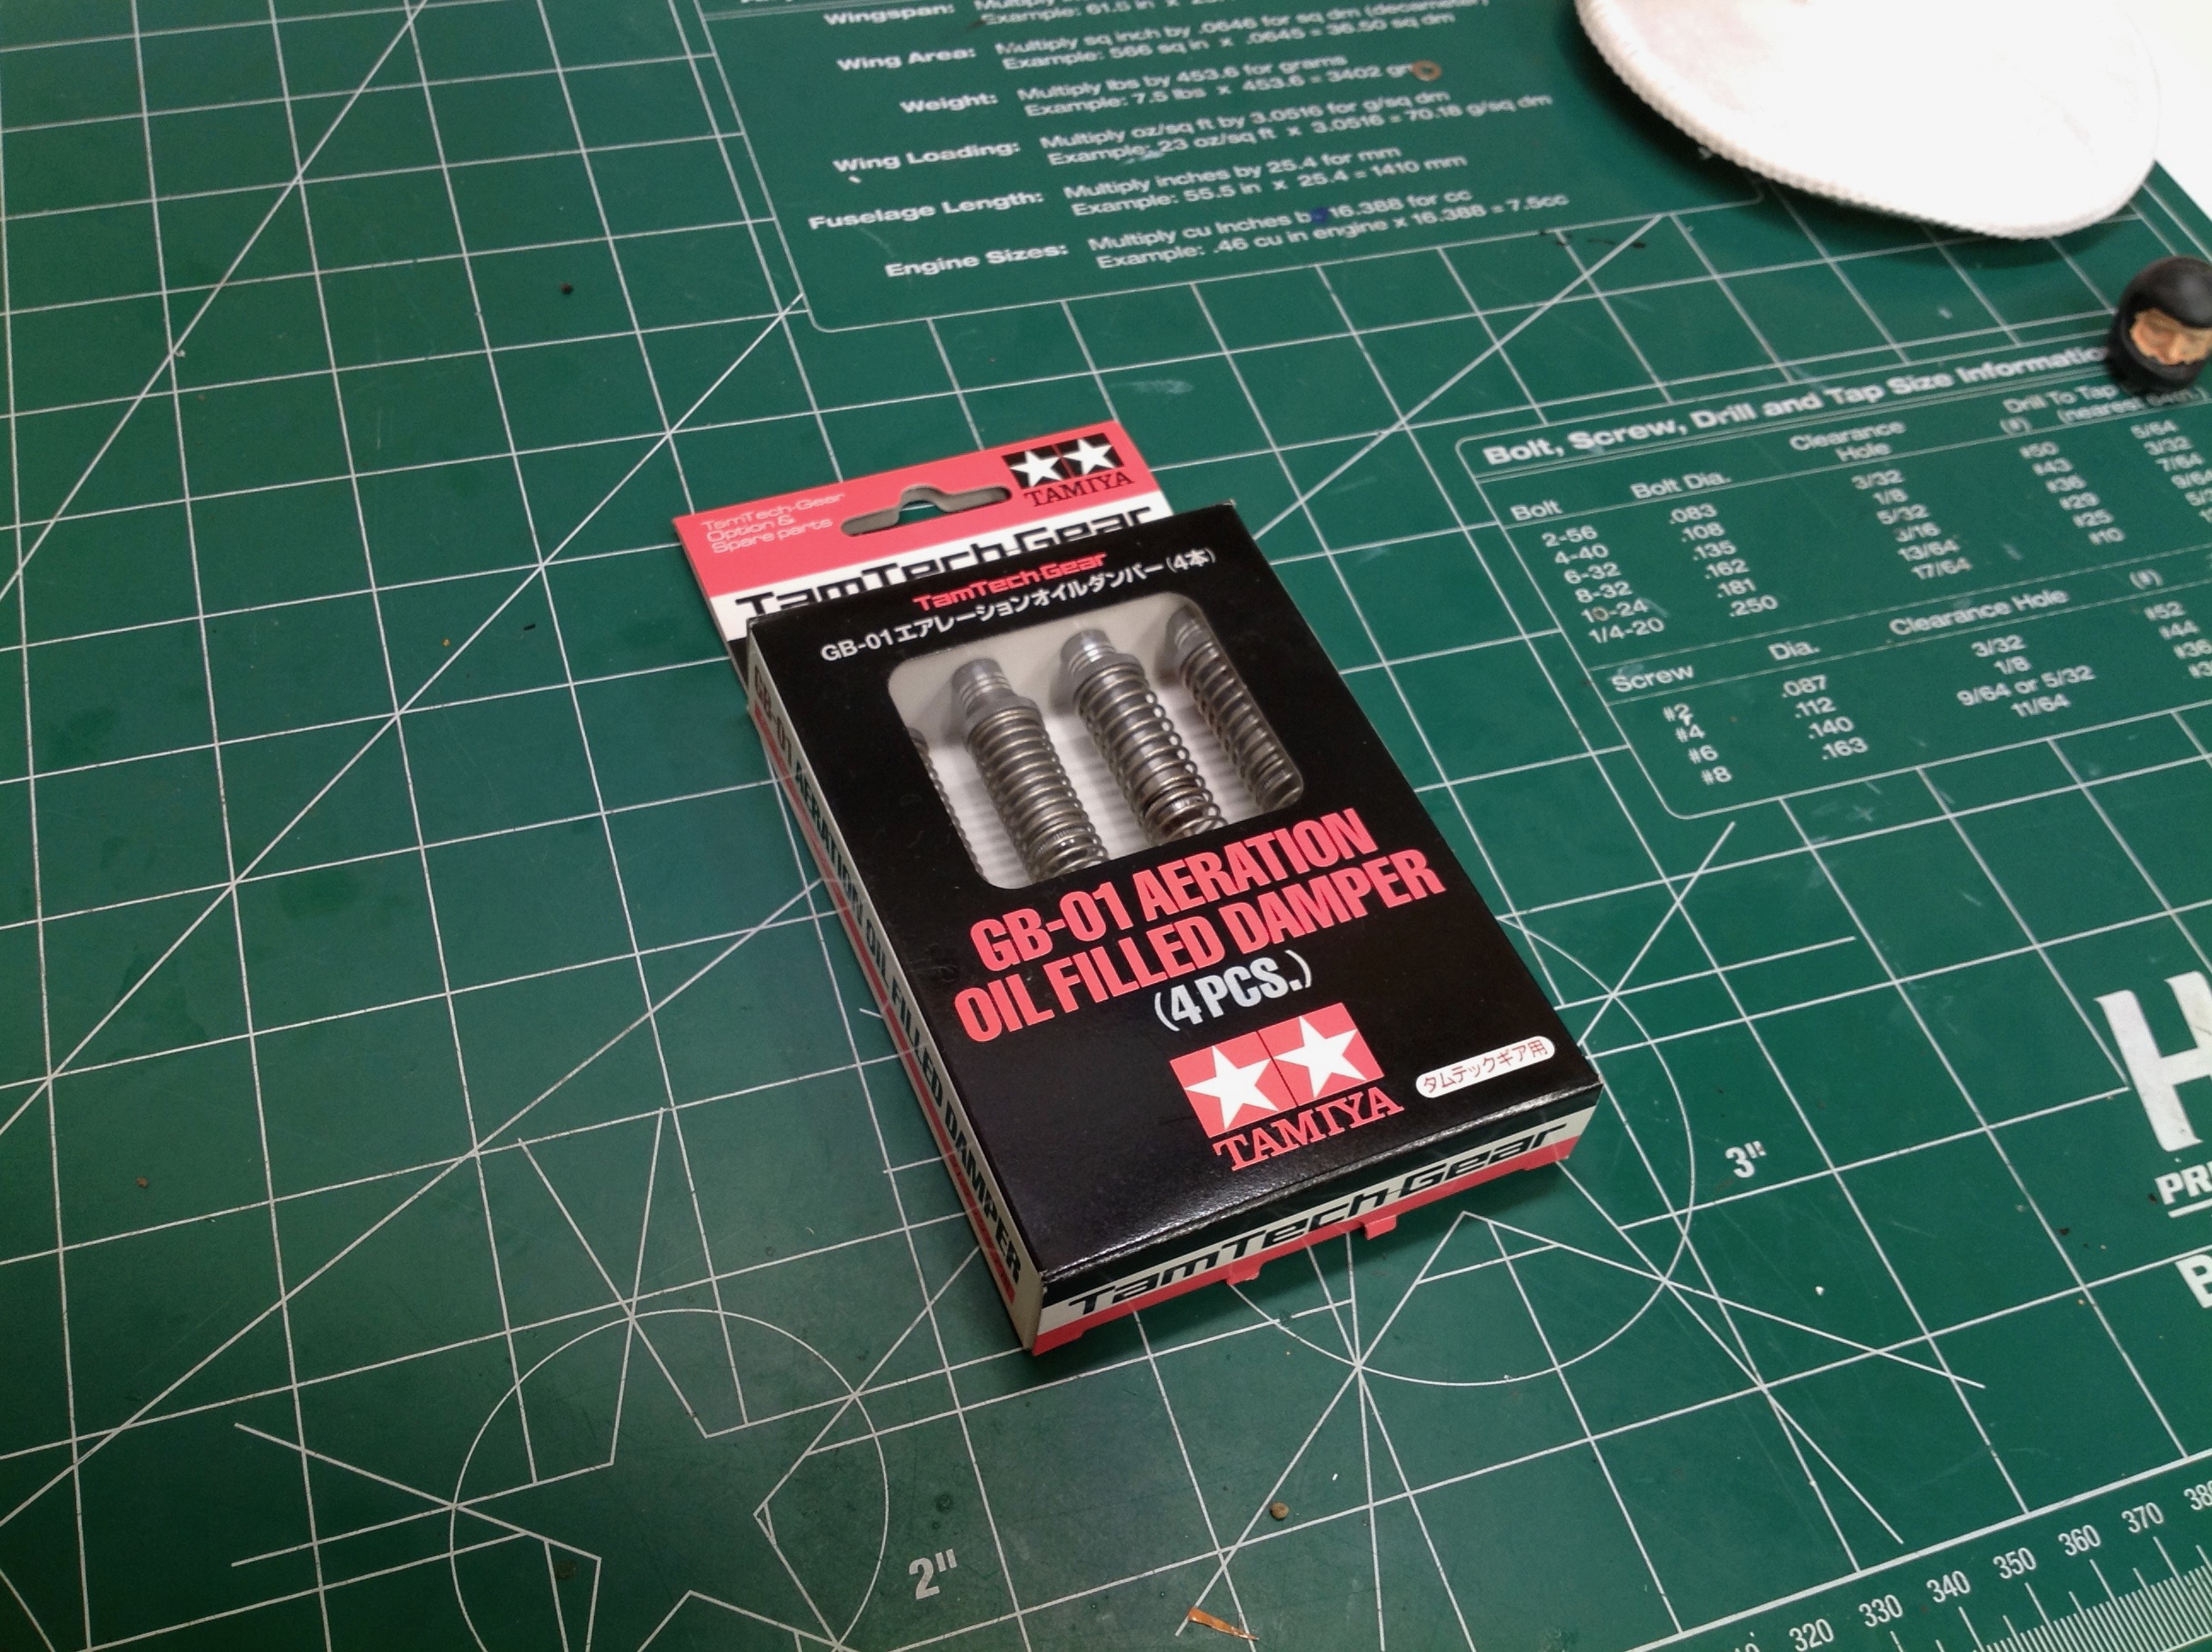 Wingspan:
Example: 61.5 in x
Wing Area: Multiply sq inch by .0646 for sq dm (decameter)
Example: 566 sq in x .0645 = 36.50 sq dm
Weight: Multiply lbs by 453.6 for grams
Example: 7.5 lbs x 453.6 = 3402
Wing Loading: Multiply oz/sq ft by 3.0516 for g/sq dm
Example: 23 oz/sq ft x 3.0516 = 70.18 g/sq dm
Fuselage Length: Multiply inches by 25.4 for mm
Example: 55.5 in x 25.4 = 1410 mm
Engine Sizes: Multiply cu inches 16.388 for cc
Example: .46 cu in engine x 16.388 = 7.5cc
Bolt, Screw, Drill and Tap Size
Bolt Bolt Dia. Clearance Hole Drill To Tap
(#)
2-56 .083 3/32 #50 5/64
4-40 .108 1/8 #43 3/32
6-32 .135 5/32 #36 7/64
8-32 .162 3/16 #29
10-24 .181 13/64 #25
1/4-20 .250 17/64 #10
Screw Dia. Clearance Hole (#)
#2 .087 3/32 #52
#4 .112 1/8 #44
#6 .140 9/64 or 5/32
#8 .163 11/64
TamTech-Gear
Option &
Spare parts
TAMIYA
TamTech-Gear
TamTech-Gear
GB-01エアレーションオイルダンパー(4本)
GB-01 AERATION
OIL FILLED DAMPER
(4 PCS.)
TAMIYA
タムテックギア用
TamTech-Gear
GB-01 AERATION OIL FILLED DAMPER
3"
2"
H
320 330 340 350 360 370